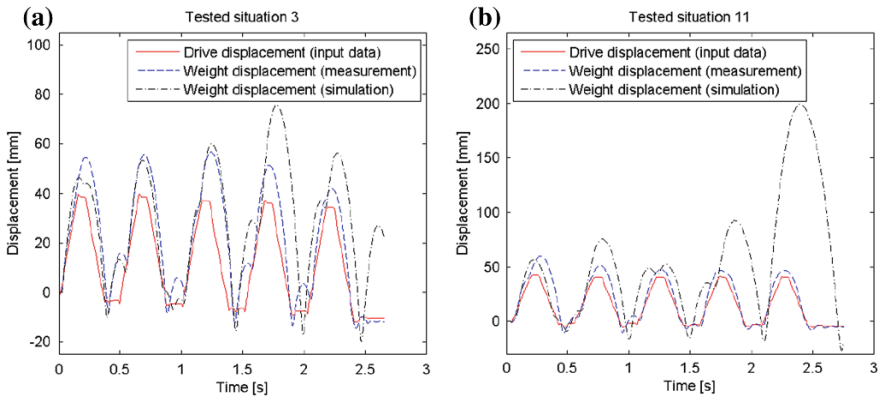 (a)
Tested situation 3
100
80
60
40
20
0
-20
Displacement [mm]
Drive displacement (input data)
Weight displacement (measurement)
Weight displacement (simulation)
0
0.5
1
1.5
2
2.5
3
Time [s]
(b)
Tested situation 11
250
200
150
100
50
0
Displacement [mm]
Drive displacement (input data)
Weight displacement (measurement)
Weight displacement (simulation)
0
0.5
1
1.5
2
2.5
3
Time [s]